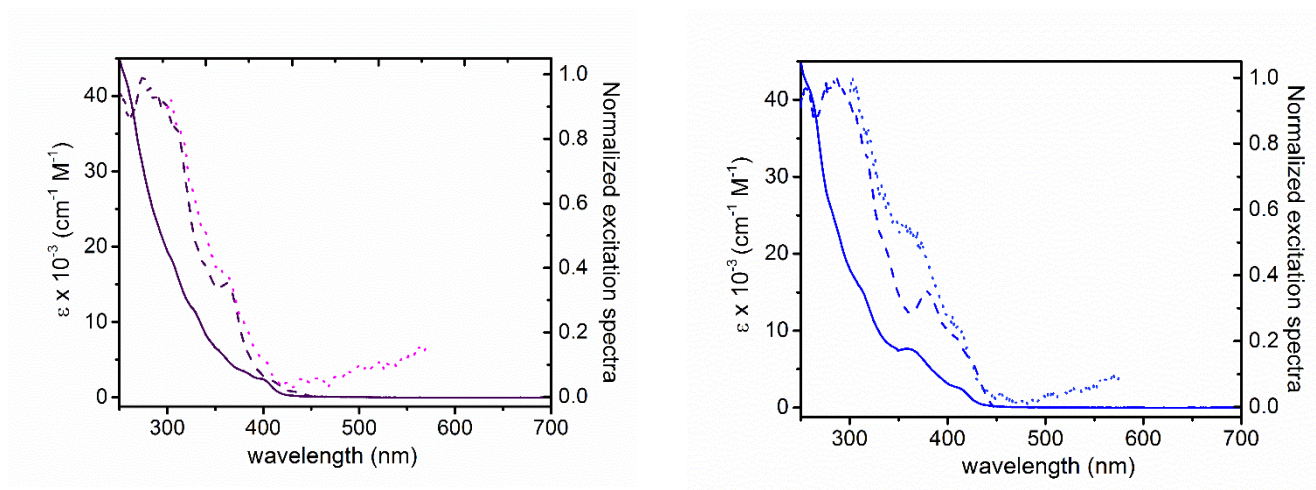 40
30
20
10
0
1.0
0.8
0.6
0.4
0.2
0.0
300 400 500 600 700
ε x 10⁻³ (cm⁻¹ M⁻¹)
Normalized excitation spectra
wavelength (nm)
40
30
20
10
0
1.0
0.8
0.6
0.4
0.2
0.0
300 400 500 600 700
ε x 10⁻³ (cm⁻¹ M⁻¹)
Normalized excitation spectra
wavelength (nm)